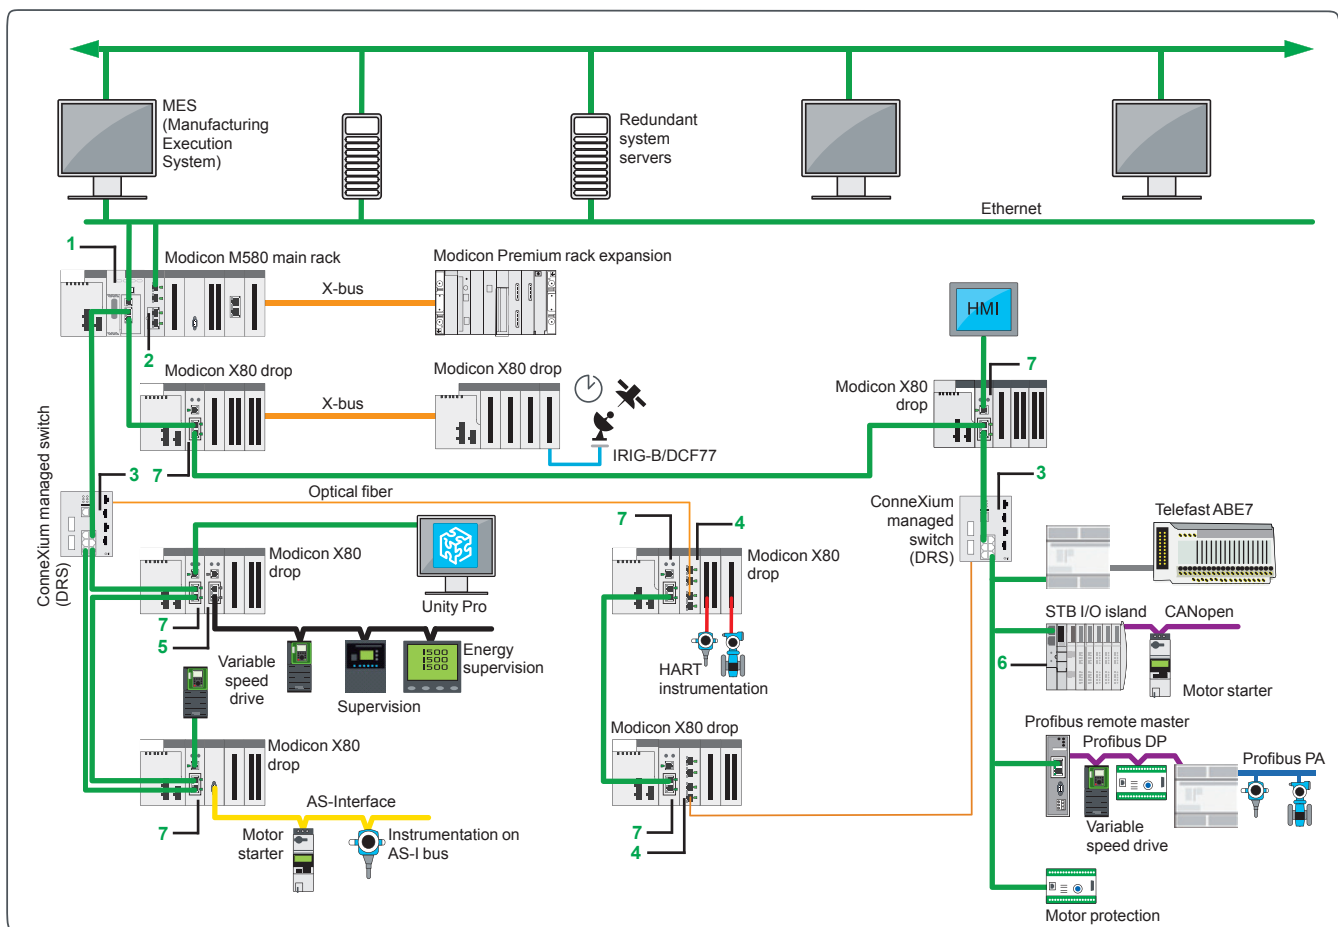 MES
(Manufacturing
Execution
System)
Redundant
system
servers
Ethernet
1
Modicon M580 main rack
Modicon Premium rack expansion
X-bus
HMI
2
7
Modicon X80 drop
Modicon X80 drop
Modicon X80
drop
X-bus
7
IRIG-B/DCF77
ConneXium managed switch
(DRS)
3
Optical fiber
3
ConneXium
managed
switch
(DRS)
Telefast ABE7
7
4
Modicon X80
drop
Modicon X80
drop
Unity Pro
7
5
STB I/O island
CANopen
6
Motor starter
Variable
speed drive
Supervision
1500
1500
1500
Energy
supervision
HART
instrumentation
Modicon X80
drop
Modicon X80 drop
Profibus remote master
Profibus DP
Profibus PA
Variable
speed drive
7
AS-Interface
Motor
starter
Instrumentation on
AS-I bus
7
4
Motor protection